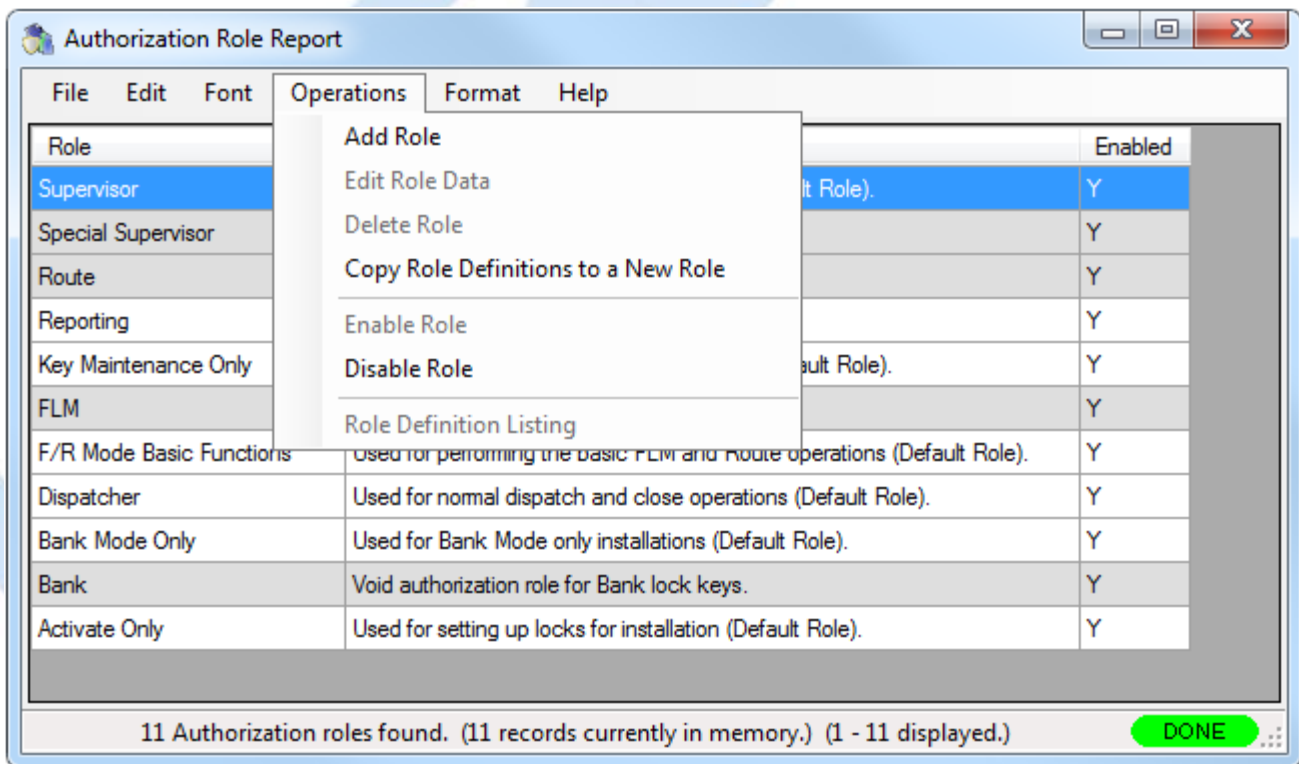 Authorization Role Report
File Edit Font Operations Format Help
Add Role
Edit Role Data
Delete Role
Copy Role Definitions to a New Role
Enable Role
Disable Role
Role Definition Listing
Role Enabled
Supervisor lt Role). Y
Special Supervisor Y
Route Y
Reporting Y
Key Maintenance Only ault Role). Y
FLM Y
F/R Mode Basic Functions Used for performing the basic FLM and Route operations (Default Role). Y
Dispatcher Used for normal dispatch and close operations (Default Role). Y
Bank Mode Only Used for Bank Mode only installations (Default Role). Y
Bank Void authorization role for Bank lock keys. Y
Activate Only Used for setting up locks for installation (Default Role). Y
11 Authorization roles found. (11 records currently in memory.) (1 - 11 displayed.) DONE